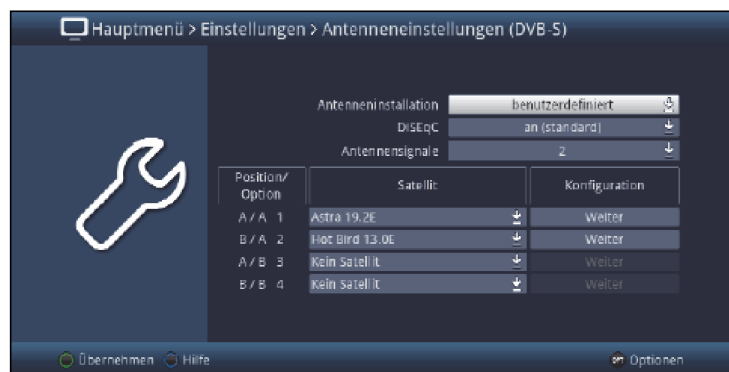 Hauptmenü > Einstellungen > Antenneneinstellungen (DVB-S)
Antenneninstallation benutzerdefiniert
DiSEqC an (standard)
Antennensignale 2
Position/ Option Satellit Konfiguration
A / A 1 Astra 19.2E Weiter
B / A 2 Hot Bird 13.0E Weiter
A / B 3 Kein Satellit Weiter
B / B 4 Kein Satellit Weiter
Übernehmen Hilfe OPT Optionen